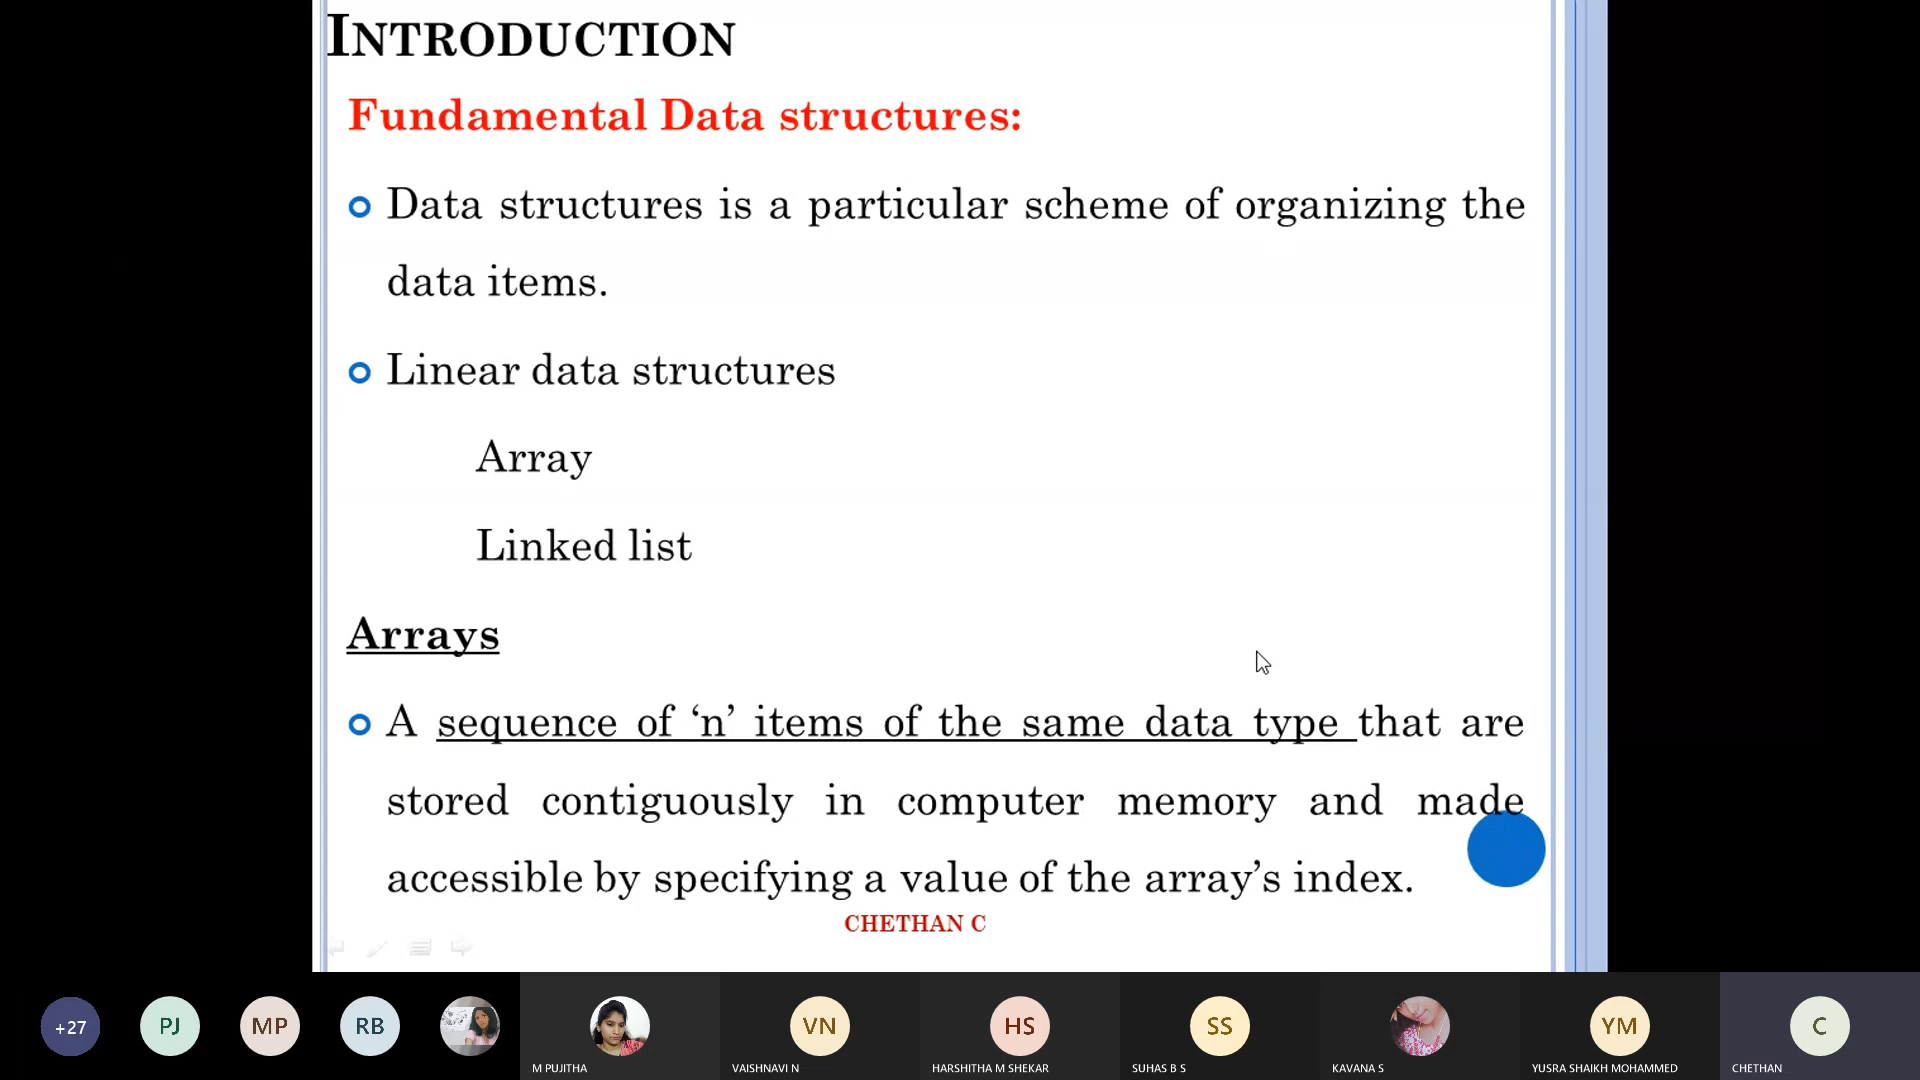 INTRODUCTION
Fundamental Data structures:
Data structures is a particular scheme of organizing the
data items.
Linear data structures
Array
Linked list
Arrays
A sequence of ‘n’ items of the same data type that are
stored contiguously in computer memory and made
accessible by specifying a value of the array’s index.
CHETHAN C
+27
PJ
MP
RB
VN
HS
SS
YM
C
M PUJITHA
VAISHNAVI N
HARSHITHA M SHEKAR
SUHAS B S
KAVANA S
YUSRA SHAIKH MOHAMMED
CHETHAN